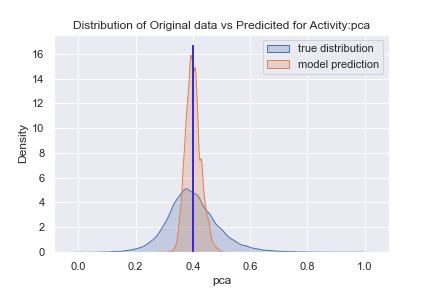 Distribution of Original data vs Predicited for Activity:pca
true distribution
model prediction
Density
16
14
12
10
8
6
4
2
0
0.0 0.2 0.4 0.6 0.8 1.0
pca